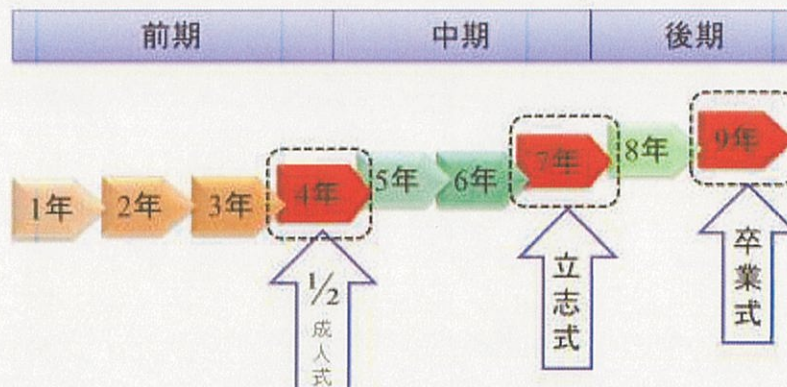 前期
中期
後期
1年
2年
3年
4年
5年
6年
7年
8年
9年
1/2
成人式
立志式
卒業式